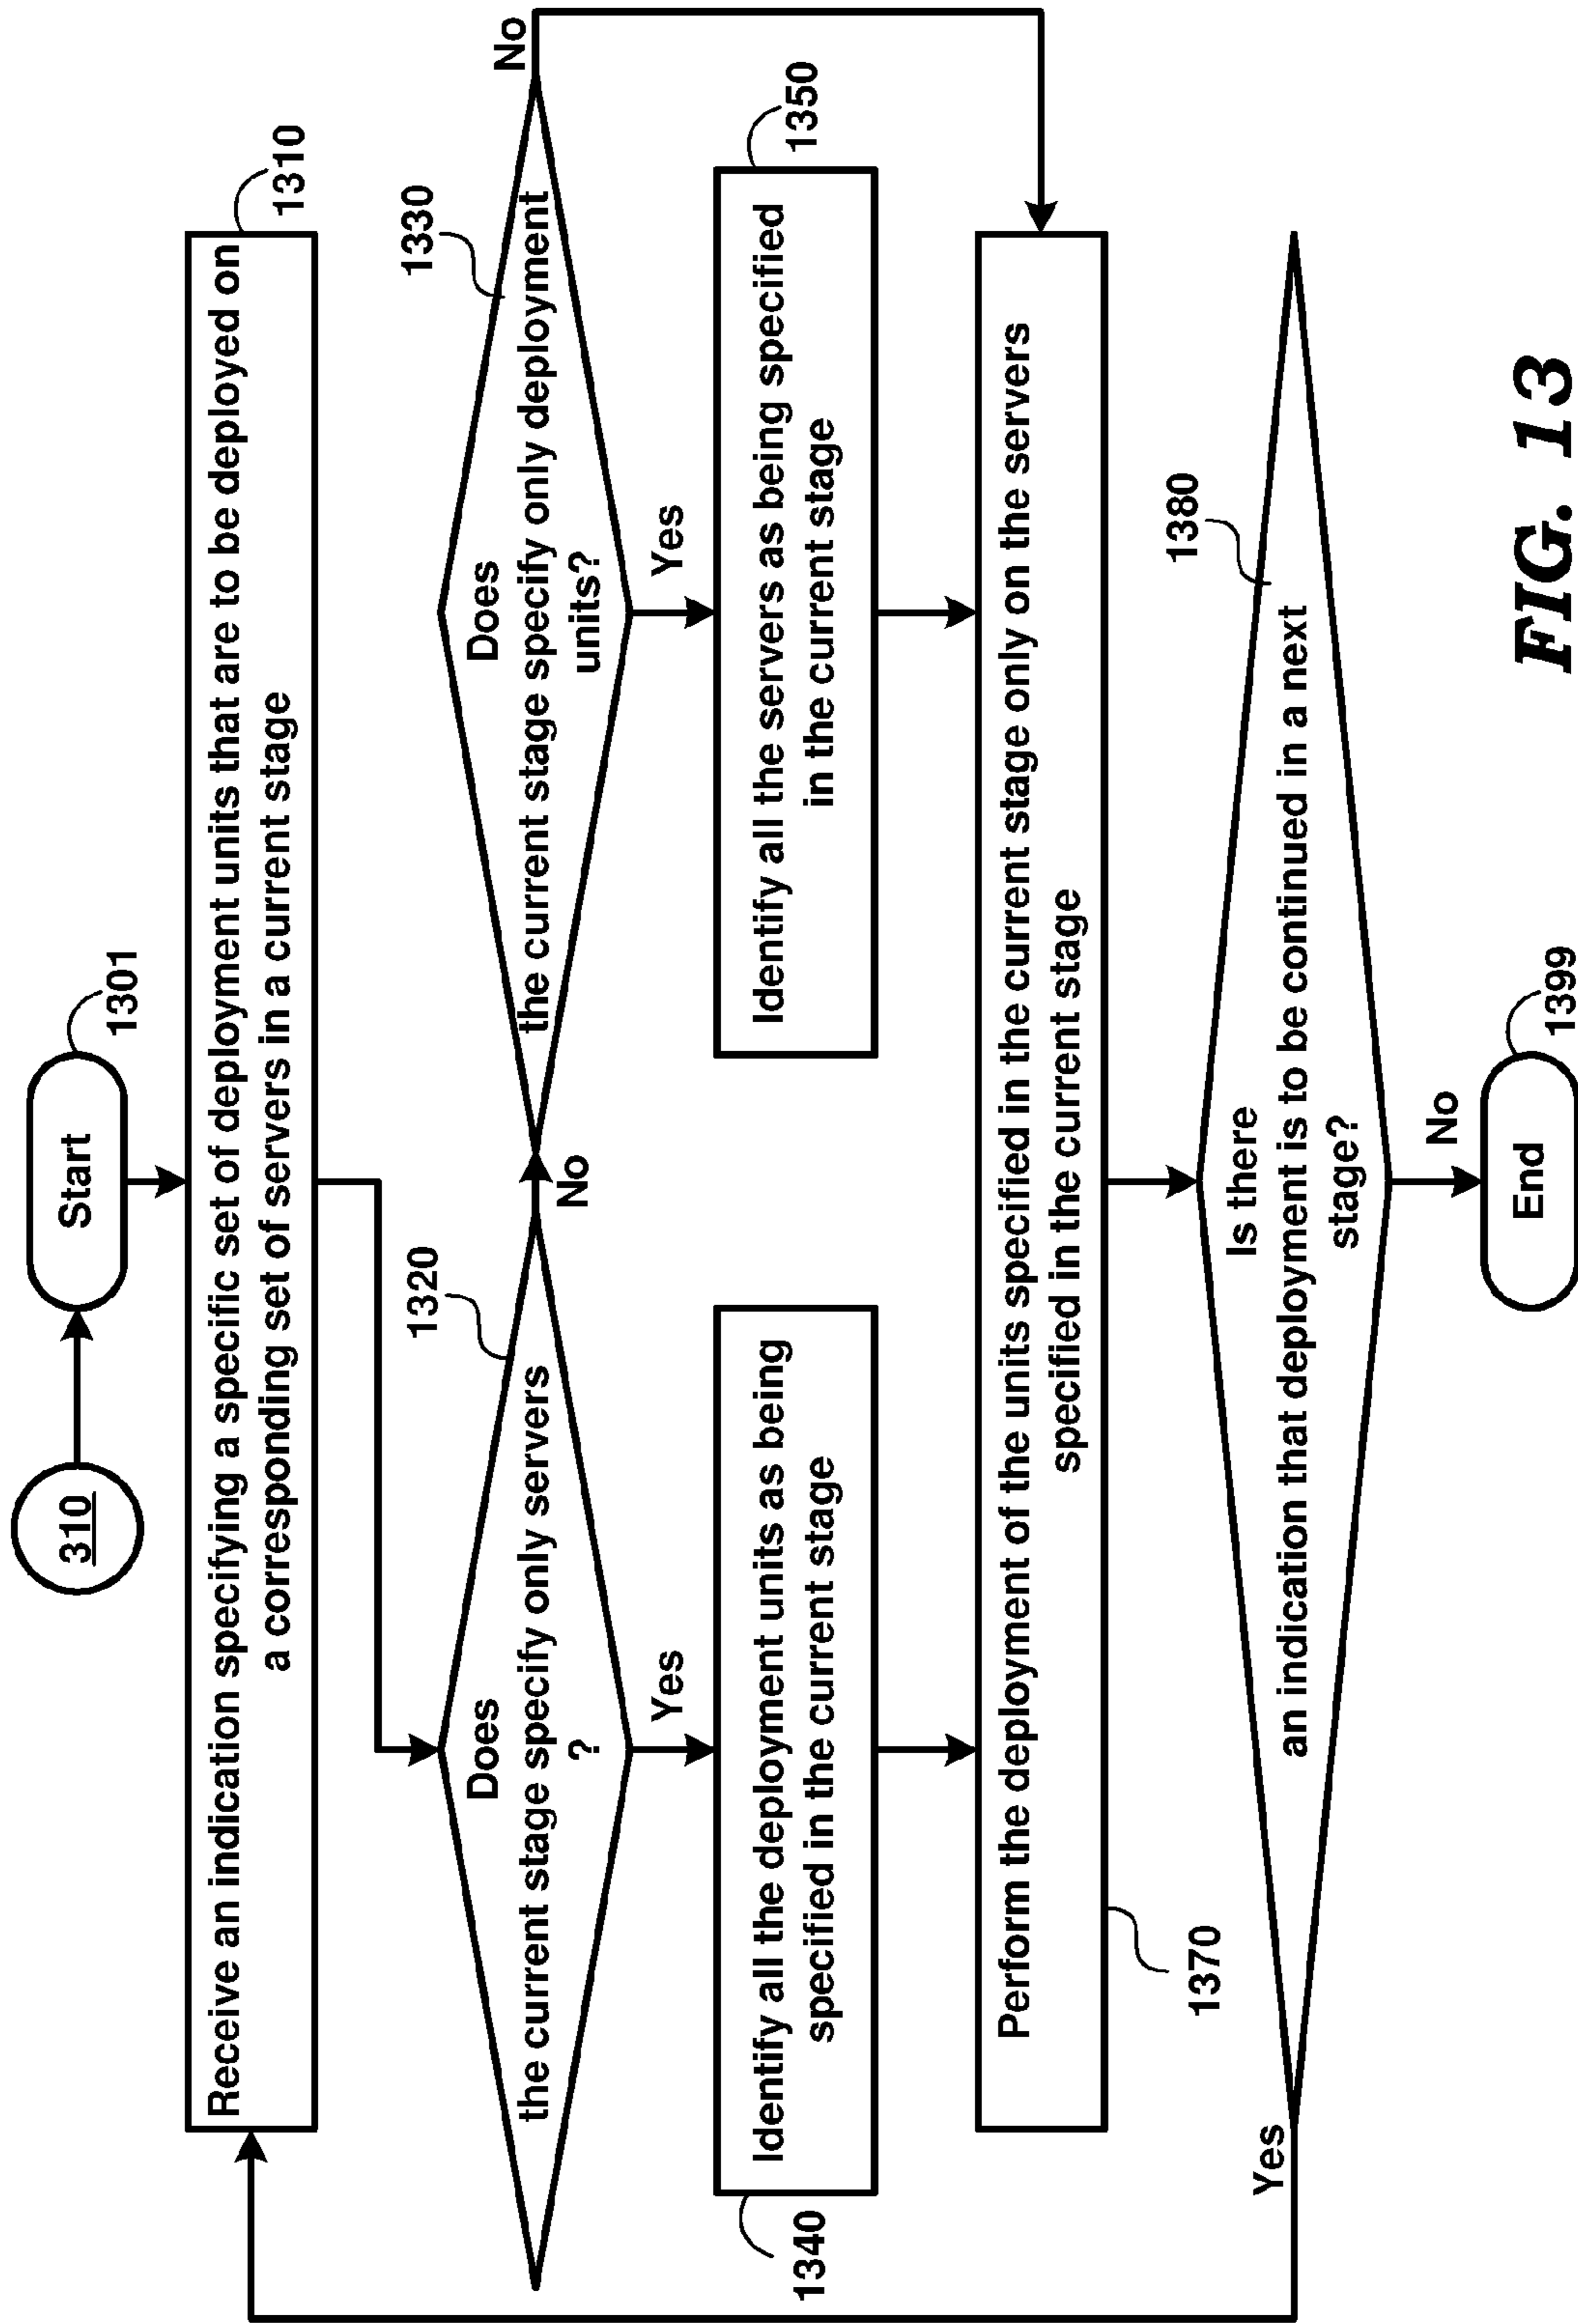 310
Start
1301
Receive an indication specifying a specific set of deployment units that are to be deployed on
a corresponding set of servers in a current stage
1310
Does
the current stage specify only servers
?
1320
No
Yes
Does
the current stage specify only deployment
units?
1330
No
Yes
Identify all the deployment units as being
specified in the current stage
1340
Identify all the servers as being specified
in the current stage
1350
Perform the deployment of the units specified in the current stage only on the servers
specified in the current stage
1370
Is there
an indication that deployment is to be continued in a next
stage?
1380
Yes
No
End
1399
FIG. 13